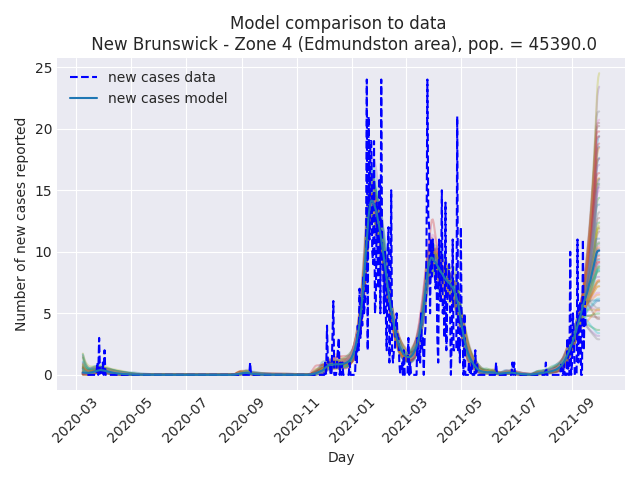 Model comparison to data
New Brunswick - Zone 4 (Edmundston area), pop. = 45390.0
new cases data
new cases model
Number of new cases reported
25
20
15
10
5
0
2020-03
2020-05
2020-07
2020-09
2020-11
2021-01
2021-03
2021-05
2021-07
2021-09
Day